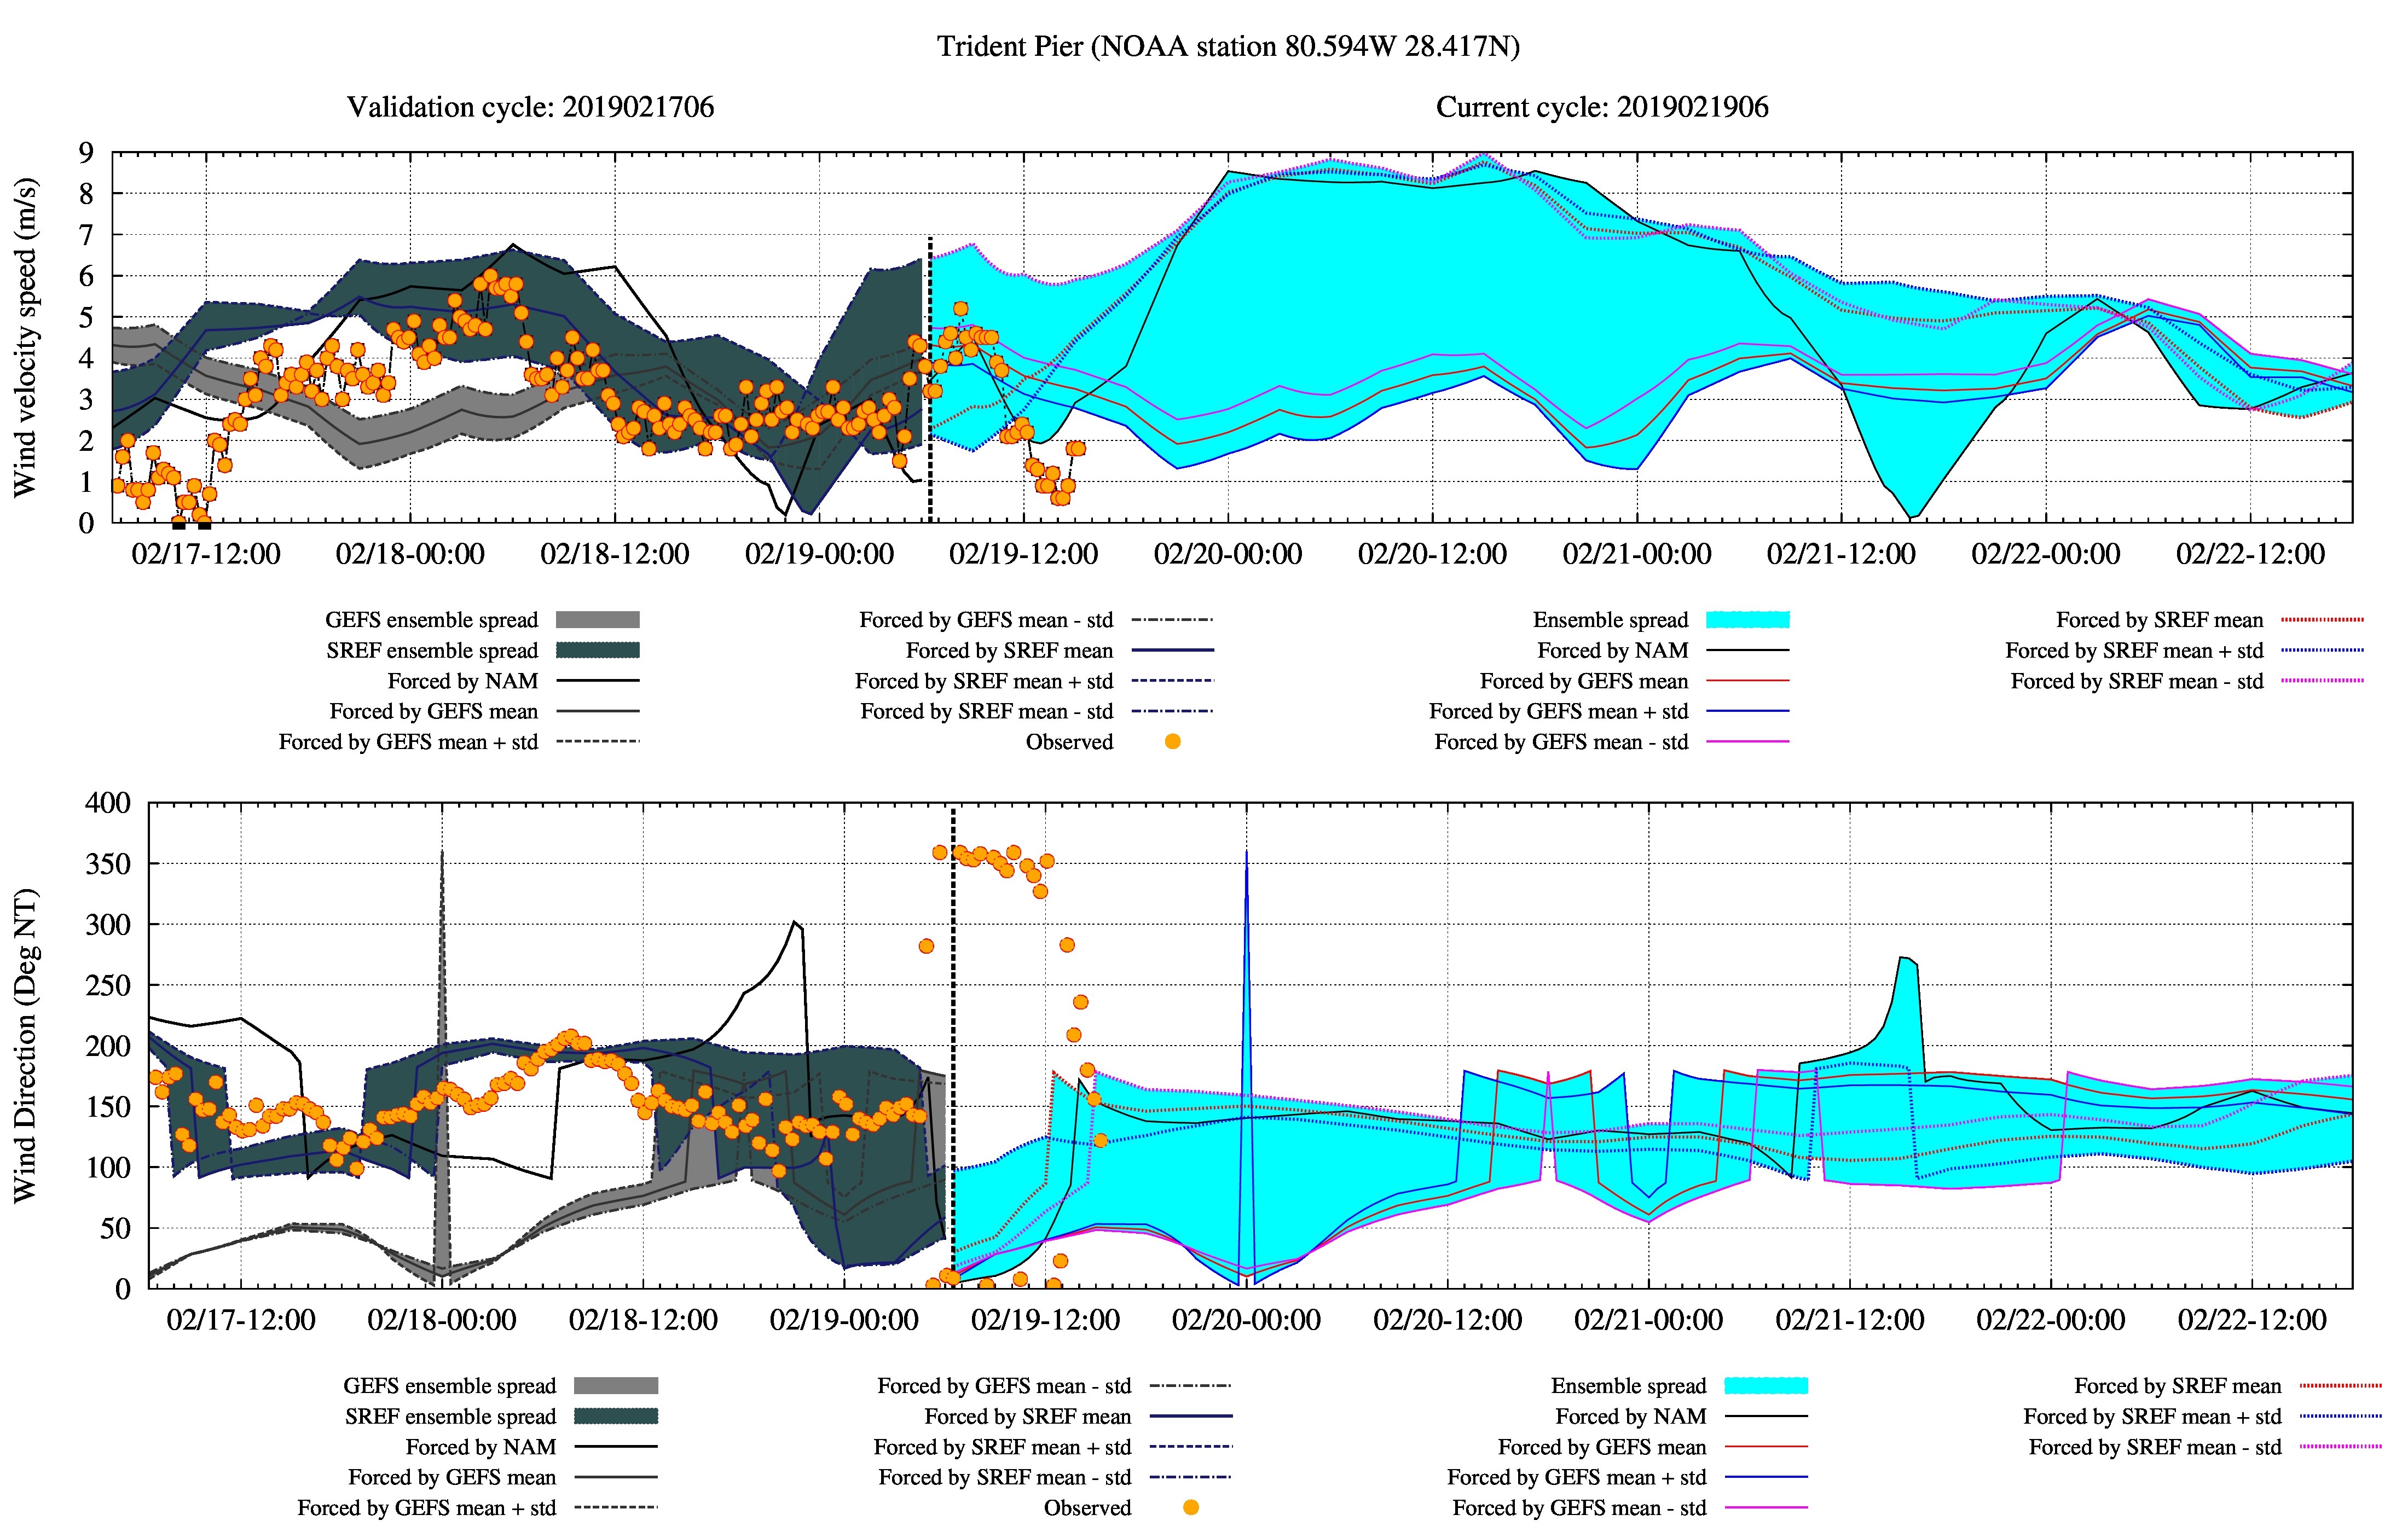 Trident Pier (NOAA station 80.594W 28.417N)
Validation cycle: 2019021706
Current cycle: 2019021906
Wind velocity speed (m/s)
9
8
7
6
5
4
3
2
1
0
02/17-12:00 02/18-00:00 02/18-12:00 02/19-00:00 02/19-12:00 02/20-00:00 02/20-12:00 02/21-00:00 02/21-12:00 02/22-00:00 02/22-12:00
GEFS ensemble spread
SREF ensemble spread
Forced by NAM
Forced by GEFS mean
Forced by GEFS mean + std
Forced by GEFS mean - std
Forced by SREF mean
Forced by SREF mean + std
Forced by SREF mean - std
Observed
Ensemble spread
Forced by NAM
Forced by GEFS mean
Forced by GEFS mean + std
Forced by GEFS mean - std
Forced by SREF mean
Forced by SREF mean + std
Forced by SREF mean - std
Wind Direction (Deg NT)
400
350
300
250
200
150
100
50
0
02/17-12:00 02/18-00:00 02/18-12:00 02/19-00:00 02/19-12:00 02/20-00:00 02/20-12:00 02/21-00:00 02/21-12:00 02/22-00:00 02/22-12:00
GEFS ensemble spread
SREF ensemble spread
Forced by NAM
Forced by GEFS mean
Forced by GEFS mean + std
Forced by GEFS mean - std
Forced by SREF mean
Forced by SREF mean + std
Forced by SREF mean - std
Observed
Ensemble spread
Forced by NAM
Forced by GEFS mean
Forced by GEFS mean + std
Forced by GEFS mean - std
Forced by SREF mean
Forced by SREF mean + std
Forced by SREF mean - std